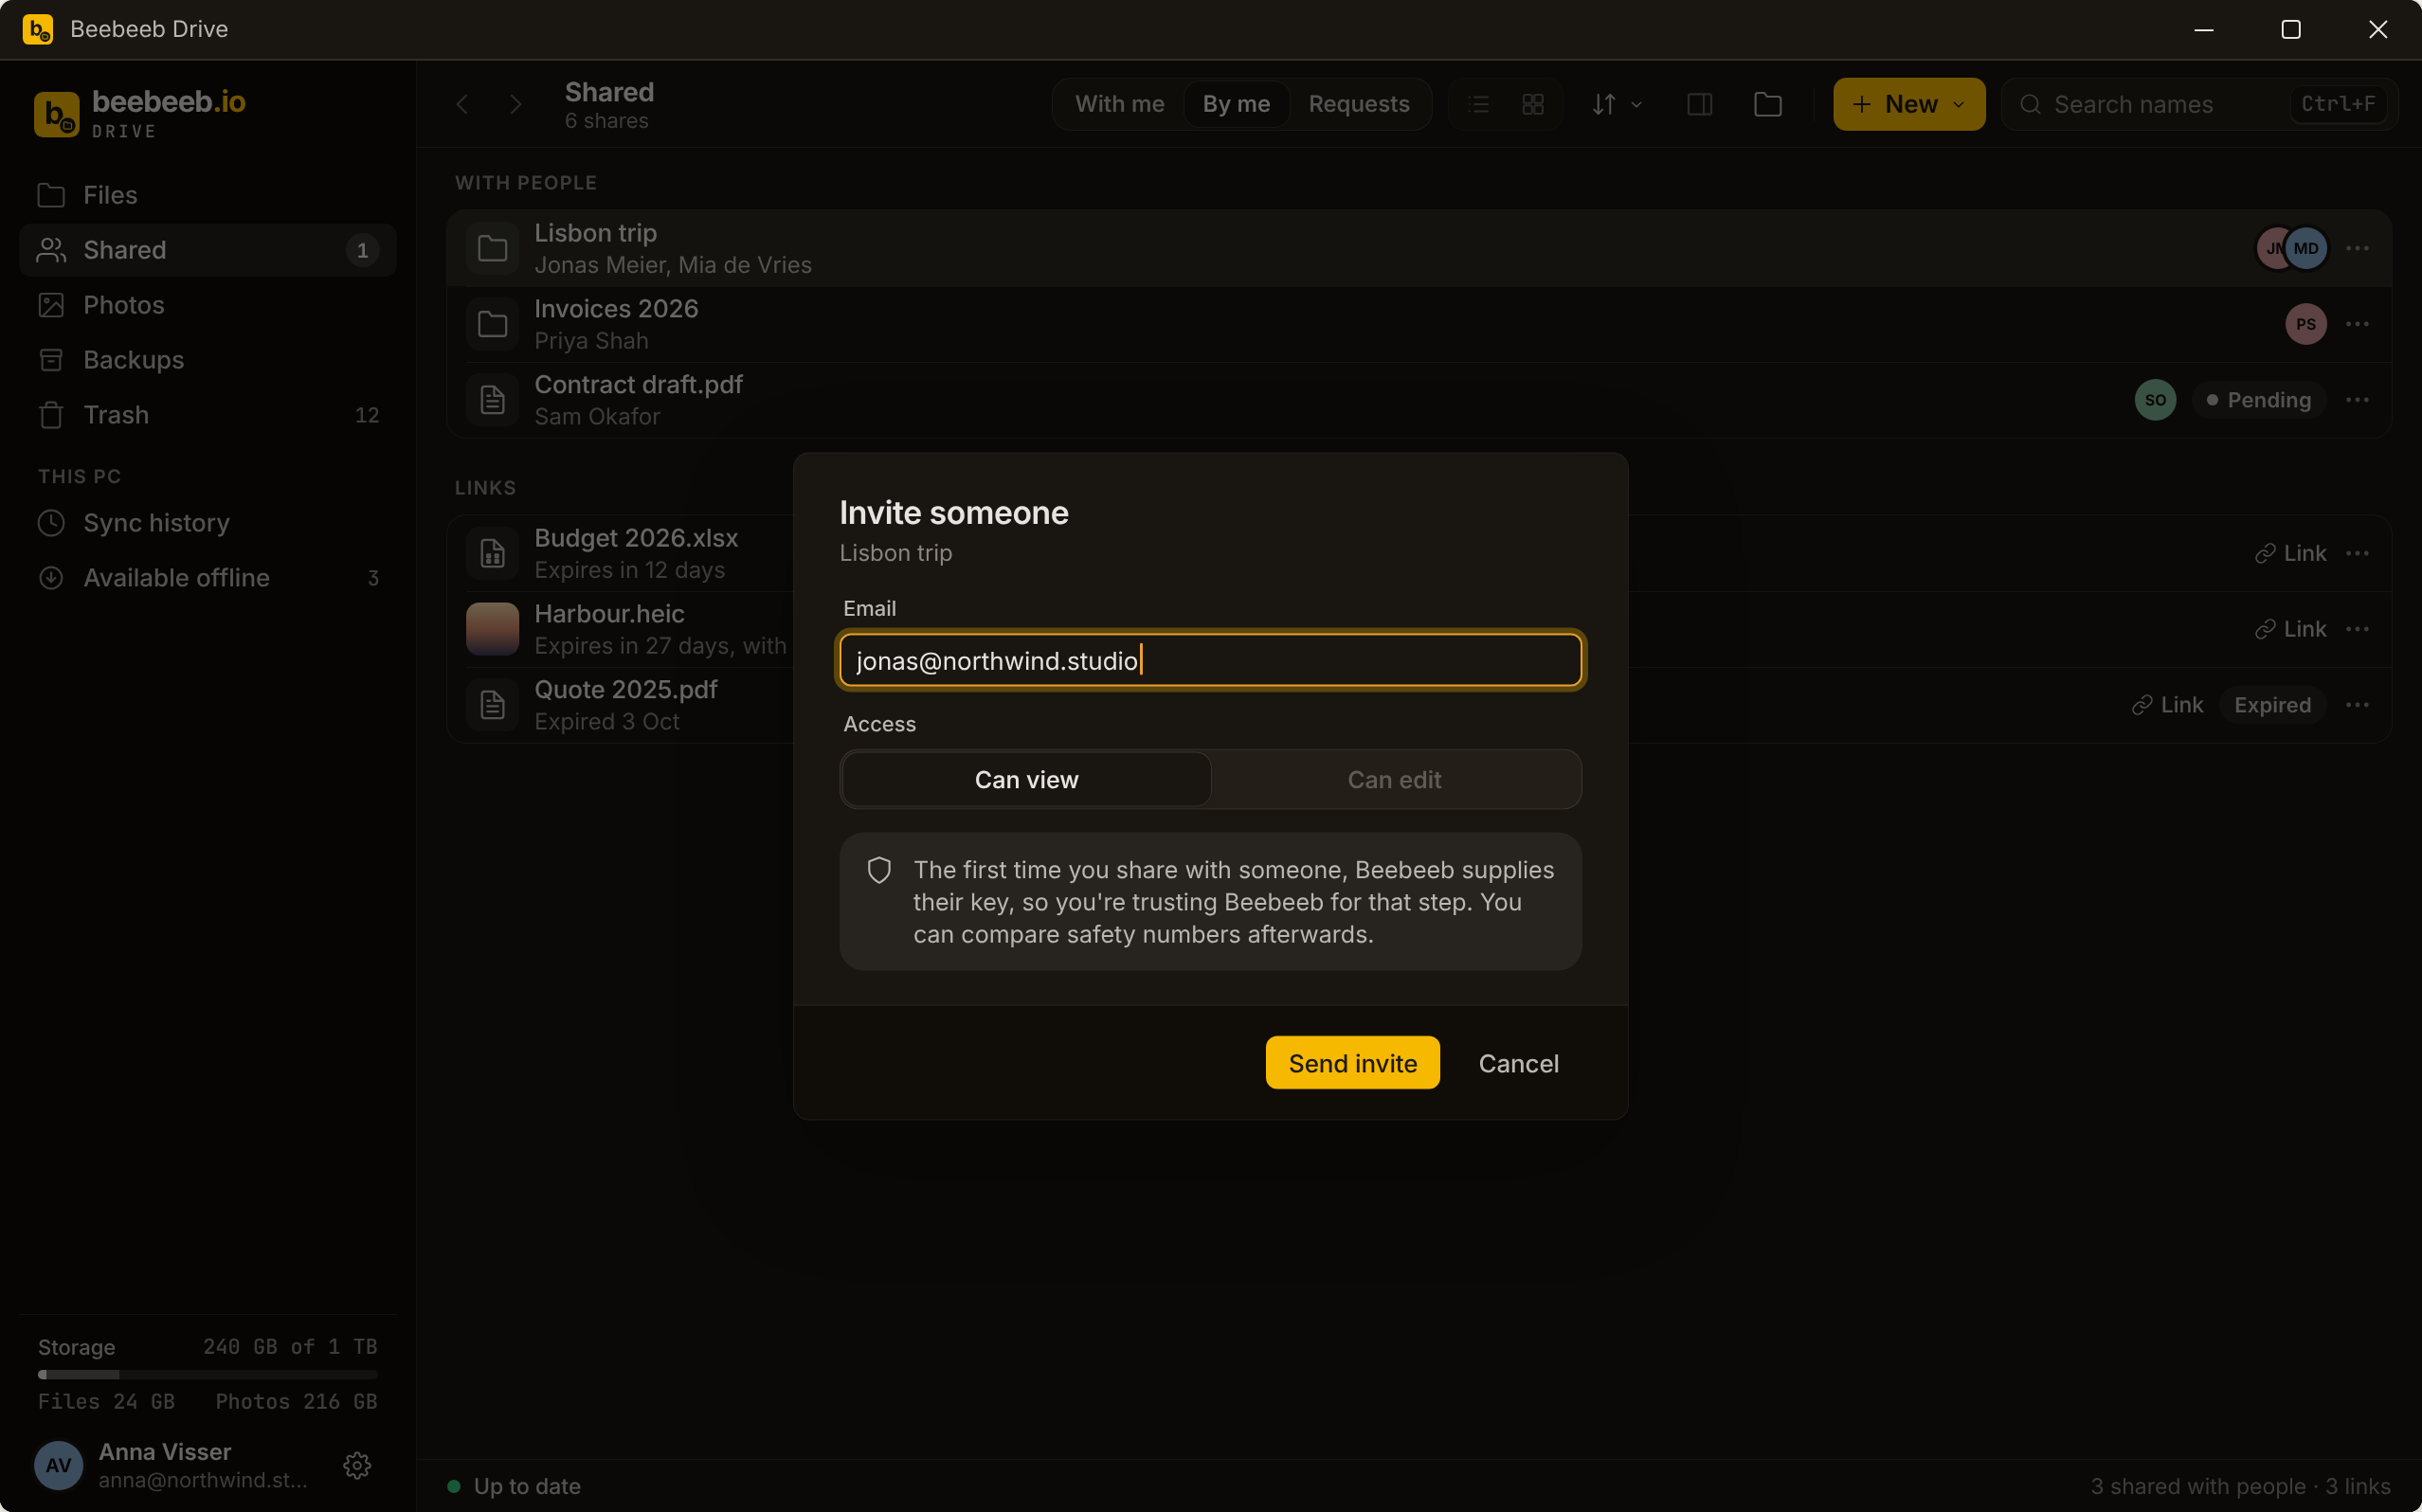 Beebeeb Drive
beebeeb.io
DRIVE
Files
Shared
1
Photos
Backups
Trash
12
THIS PC
Sync history
Available offline
3
Storage
240 GB of 1 TB
Files 24 GB
Photos 216 GB
AV
Anna Visser
anna@northwind.st...
Shared
6 shares
With me
By me
Requests
New
Search names
Ctrl+F
WITH PEOPLE
Lisbon trip
Jonas Meier, Mia de Vries
MD
Invoices 2026
Priya Shah
PS
Contract draft.pdf
Sam Okafor
SO
Pending
LINKS
Budget 2026.xlsx
Expires in 12 days
Link
Harbour.heic
Expires in 27 days, with
Link
Quote 2025.pdf
Expired 3 Oct
Link
Expired
Invite someone
Lisbon trip
Email
jonas@northwind.studio
Access
Can view
Can edit
The first time you share with someone, Beebeeb supplies
their key, so you're trusting Beebeeb for that step. You
can compare safety numbers afterwards.
Send invite
Cancel
Up to date
3 shared with people · 3 links